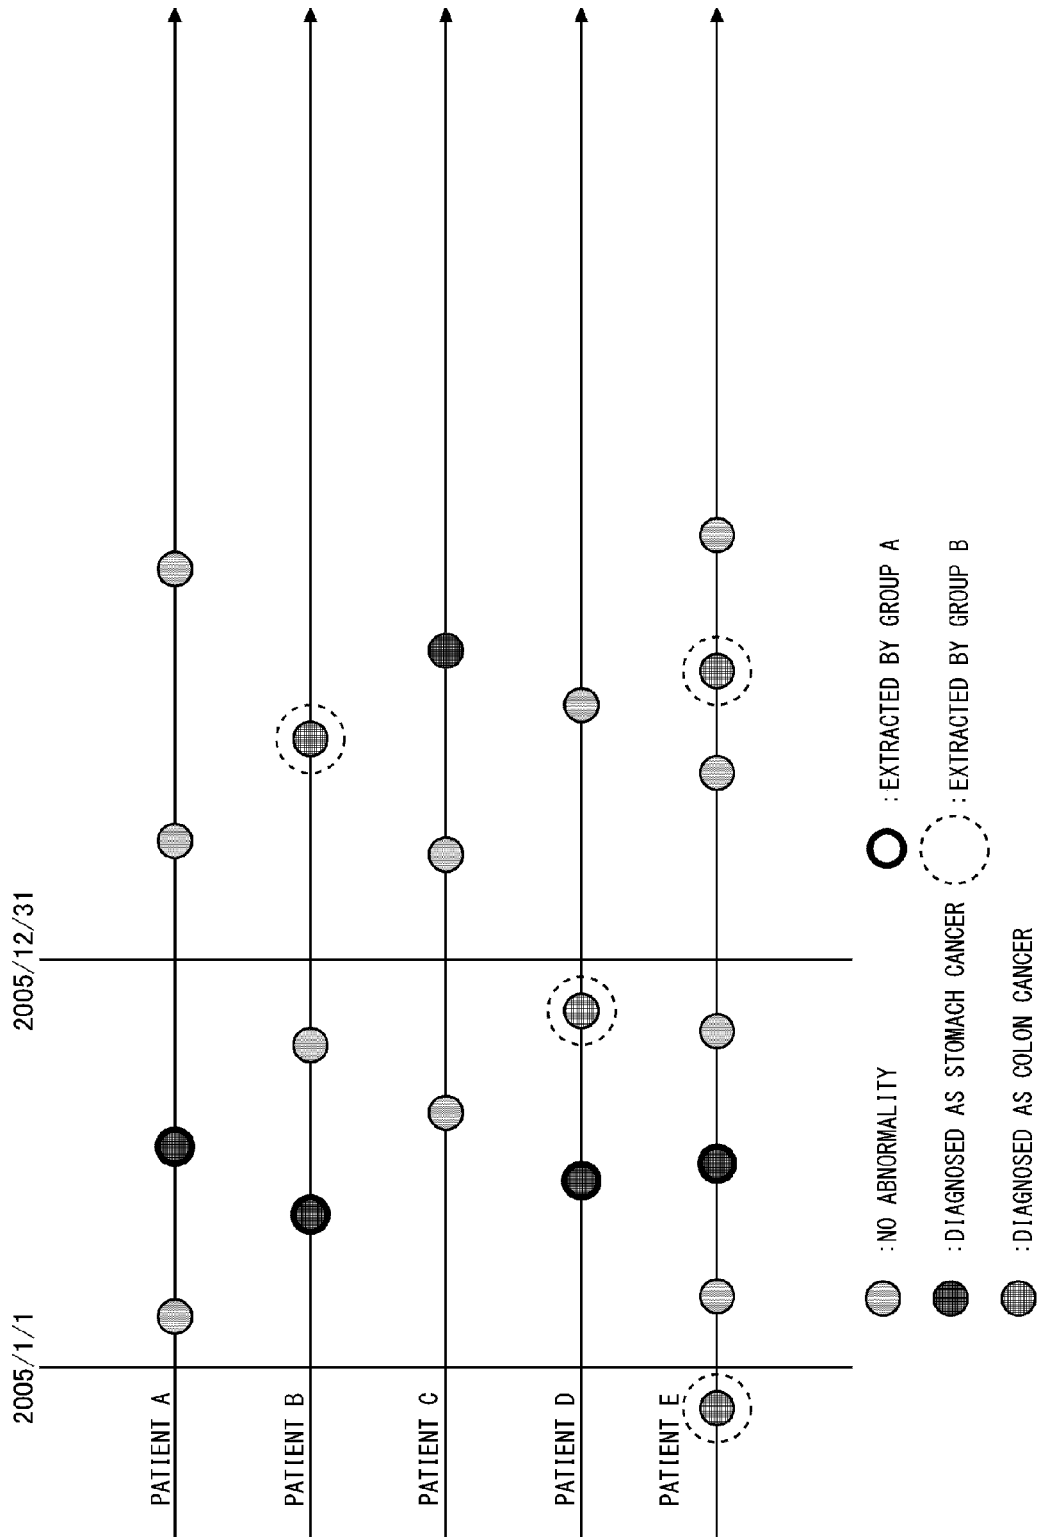 2005/1/1
2005/12/31
PATIENT A
PATIENT B
PATIENT C
PATIENT D
PATIENT E
:NO ABNORMALITY
:EXTRACTED BY GROUP A
:DIAGNOSED AS STOMACH CANCER
:EXTRACTED BY GROUP B
:DIAGNOSED AS COLON CANCER